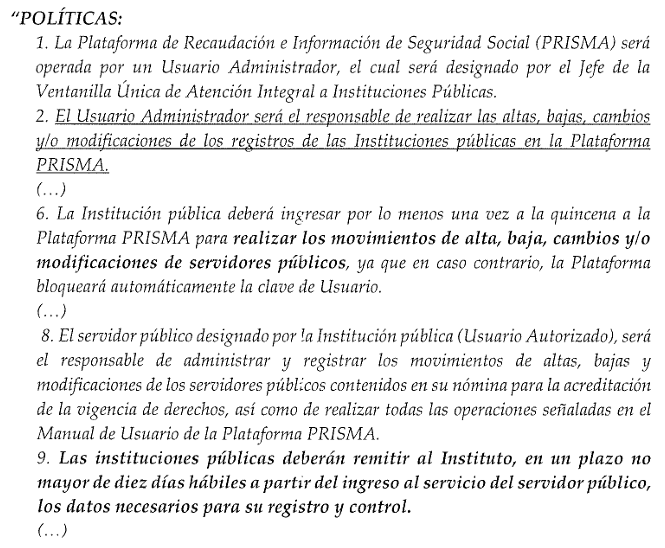 “POLÍTICAS:
1. La Plataforma de Recaudación e Información de Seguridad Social (PRISMA) será
operada por un Usuario Administrador, el cual será designado por el Jefe de la
Ventanilla Única de Atención Integral a Instituciones Públicas.
2. El Usuario Administrador será el responsable de realizar las altas, bajas, cambios
y/o modificaciones de los registros de las Instituciones públicas en la Plataforma
PRISMA.
(...)
6. La Institución pública deberá ingresar por lo menos una vez a la quincena a la
Plataforma PRISMA para realizar los movimientos de alta, baja, cambios y/o
modificaciones de servidores públicos, ya que en caso contrario, la Plataforma
bloqueará automáticamente la clave de Usuario.
(...)
8. El servidor público designado por la Institución pública (Usuario Autorizado), será
el responsable de administrar y registrar los movimientos de altas, bajas y
modificaciones de los servidores públicos contenidos en su nómina para la acreditación
de la vigencia de derechos, así como de realizar todas las operaciones señaladas en el
Manual de Usuario de la Plataforma PRISMA.
9. Las instituciones públicas deberán remitir al Instituto, en un plazo no
mayor de diez días hábiles a partir del ingreso al servicio del servidor público,
los datos necesarios para su registro y control.
(...)